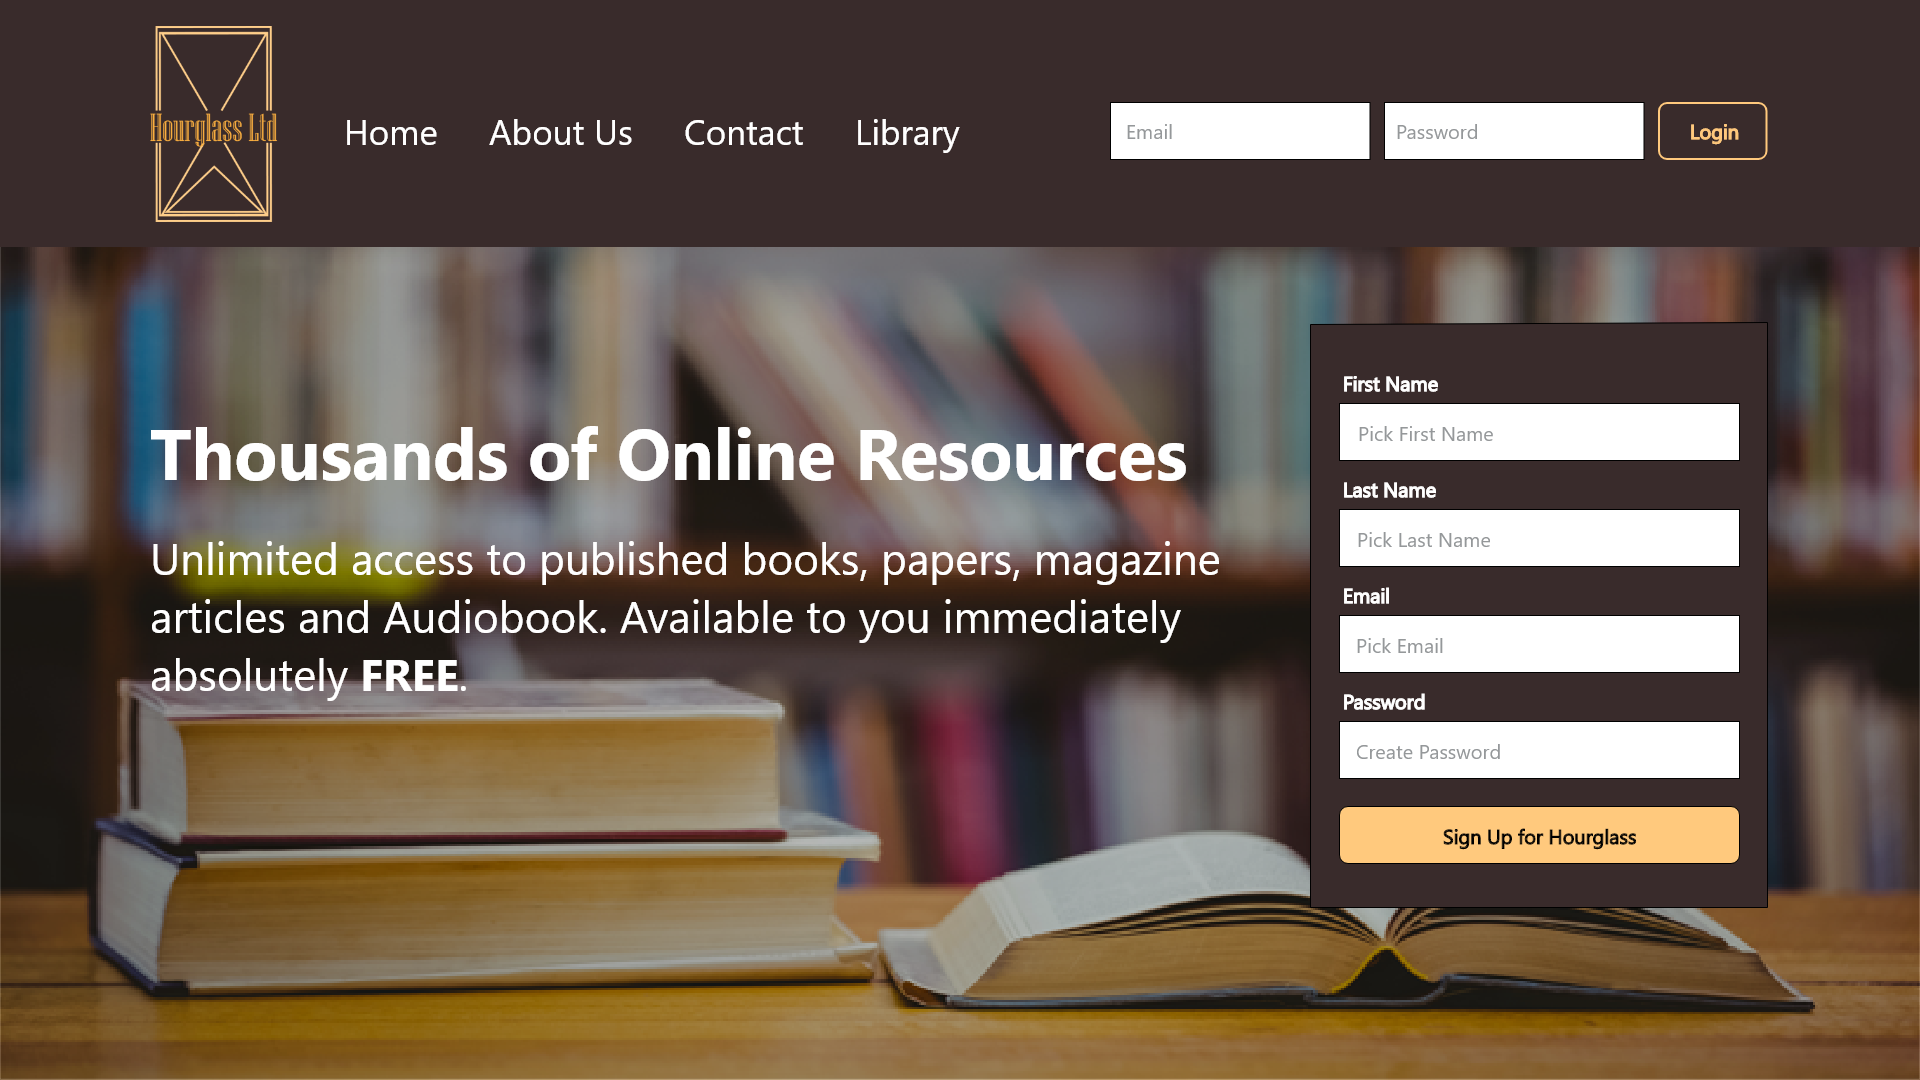 Hourglass Ltd
Home
About Us
Contact
Library
Email
Password
Login
Thousands of Online Resources
Unlimited access to published books, papers, magazine
articles and Audiobook. Available to you immediately
absolutely FREE.
First Name
Pick First Name
Last Name
Pick Last Name
Email
Pick Email
Password
Create Password
Sign Up for Hourglass